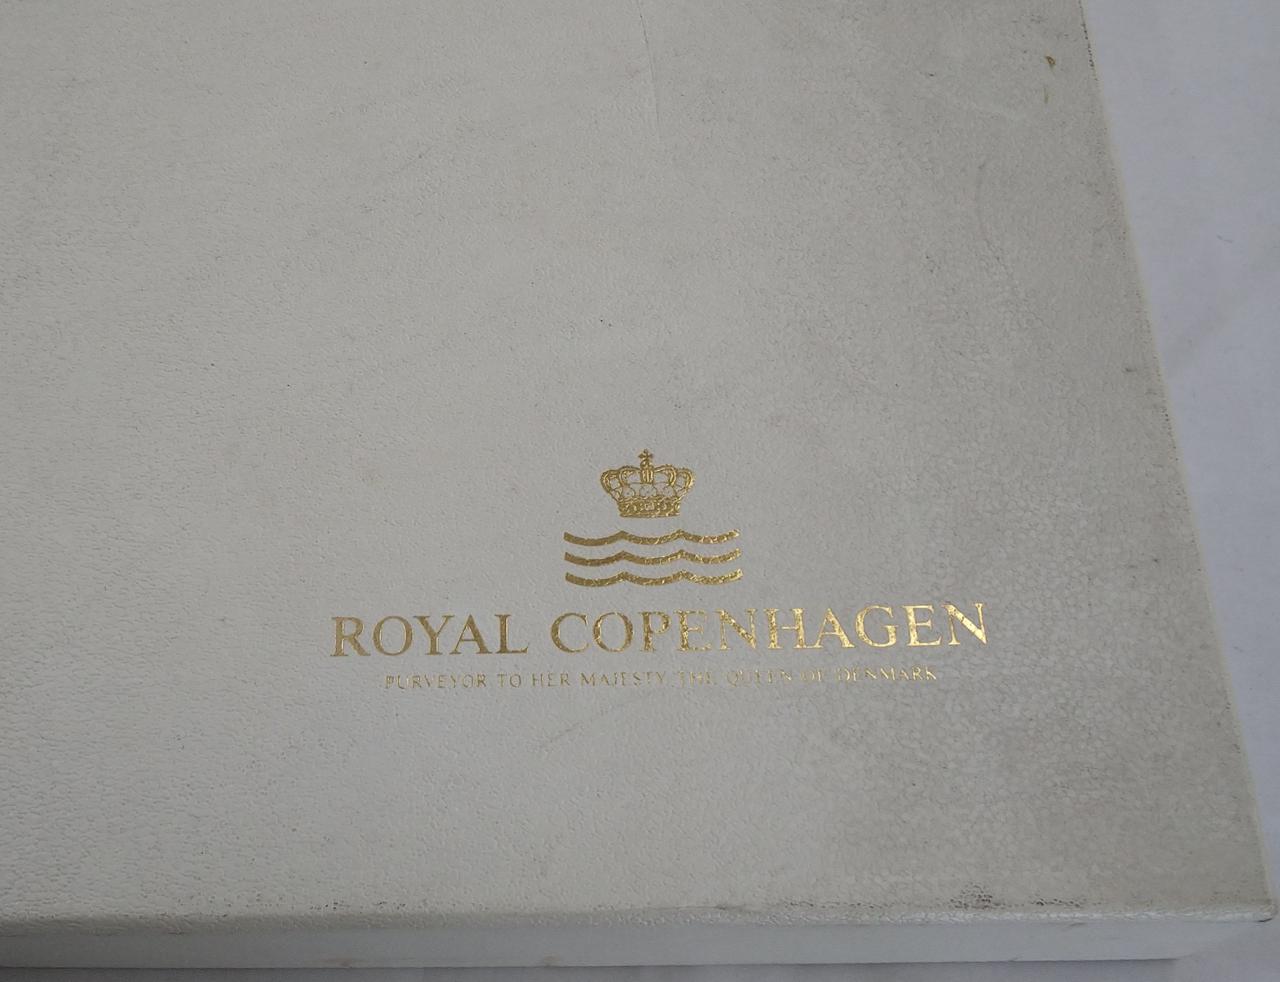 ROYAL COPENHAGEN
PURVEYOR TO HER MAJESTY THE QUEEN OF DENMARK